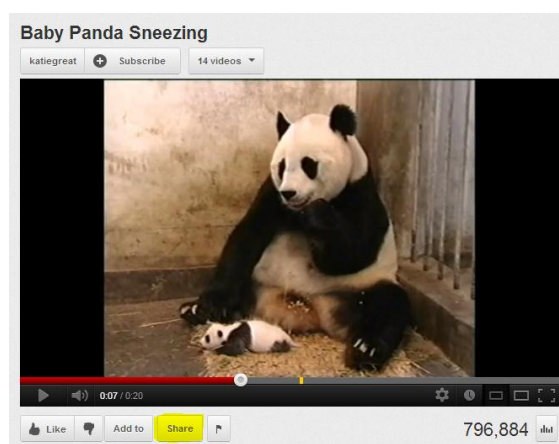 Baby Panda Sneezing
katiegreat Subscribe 14 videos
0:07 / 0:20
Like Add to Share 796,884